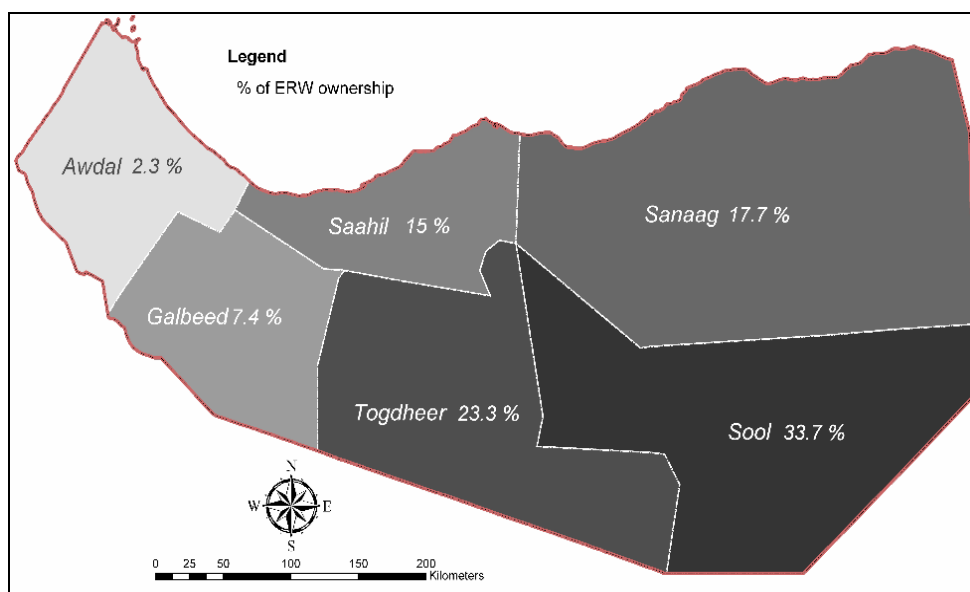 Legend
% of ERW ownership
Awdal 2.3 %
Saahil 15 %
Sanaag 17.7 %
Galbeed 7.4 %
Togdheer 23.3 %
Sool 33.7 %
N
W E
S
0 25 50 100 150 200
Kilometers